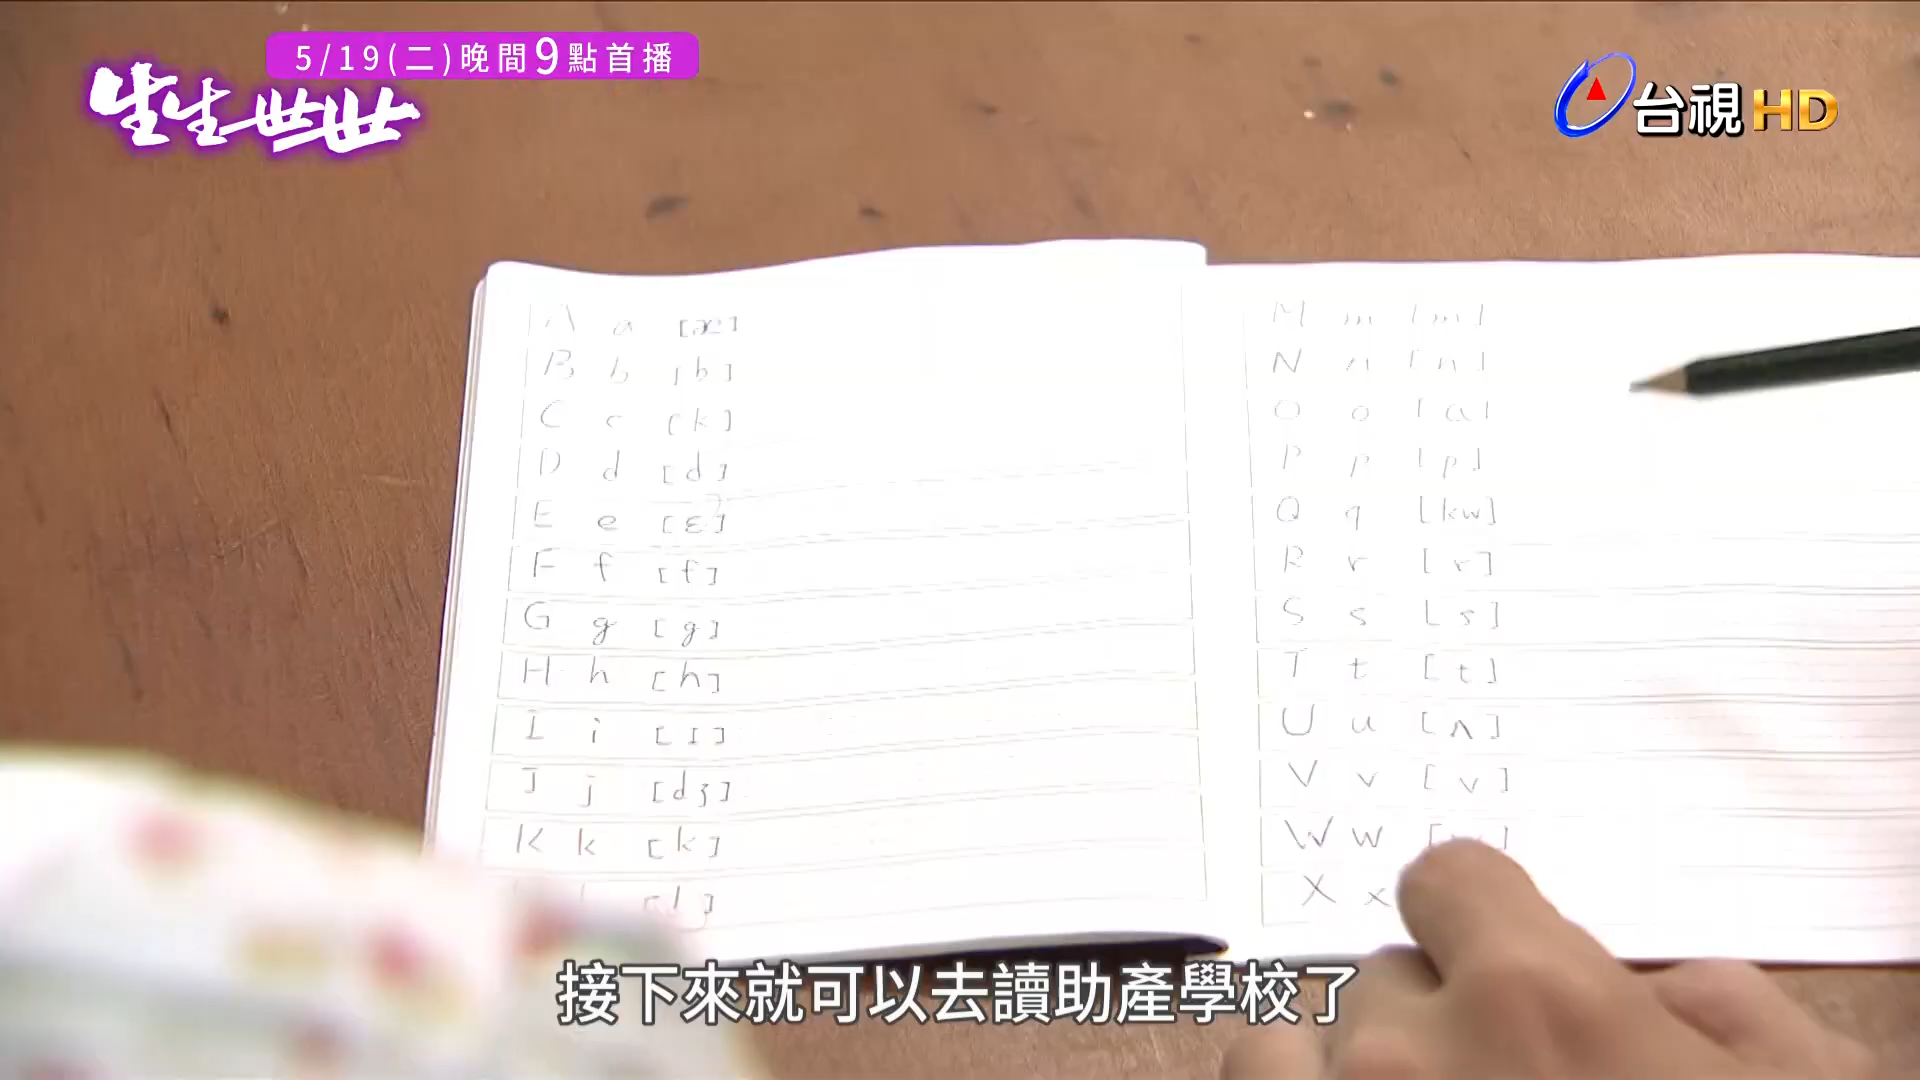 5/19(二)晚間9點首播
生生世世
台視HD
A a [æ]
B b [b]
C c [k]
D d [d]
E e [ɛ]
F f [f]
G g [g]
H h [h]
I i [ɪ]
J j [dʒ]
K k [k]
[l]
M m [m]
N n [n]
O o [a]
P p [p]
Q q [kw]
R r [r]
S s [s]
T t [t]
U u [ʌ]
V v [v]
W w [
X x
接下來就可以去讀助產學校了